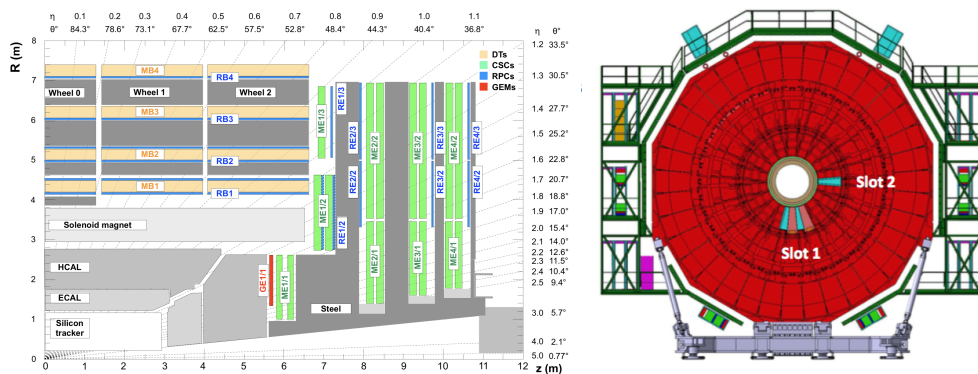 η 0.1 0.2 0.3 0.4 0.5 0.6 0.7 0.8 0.9 1.0 1.1
θ° 84.3° 78.6° 73.1° 67.7° 62.5° 57.5° 52.8° 48.4° 44.3° 40.4° 36.8° η θ°
R (m)
8
7
6
5
4
3
2
1
0
1.2 33.5°
1.3 30.5°
1.4 27.7°
1.5 25.2°
1.6 22.8°
1.7 20.7°
1.8 18.8°
1.9 17.0°
2.0 15.4°
2.1 14.0°
2.2 12.6°
2.3 11.5°
2.4 10.4°
2.5 9.4°
3.0 5.7°
4.0 2.1°
5.0 0.77°
DTs
CSCs
RPCs
GEMs
MB4
RB4
Wheel 0 Wheel 1 Wheel 2
MB3
RB3
MB2
RB2
MB1
RB1
Solenoid magnet
HCAL
ECAL
Silicon
tracker
Steel
GE1/1
ME1/1
ME1/2
RE1/2
ME1/3
RE1/3
RE2/3
RE2/2
ME2/2
ME2/1
ME3/2
ME3/1
RE3/3
RE3/2
ME4/2
ME4/1
RE4/3
RE4/2
0 1 2 3 4 5 6 7 8 9 10 11 12
z (m)
Slot 2
Slot 1